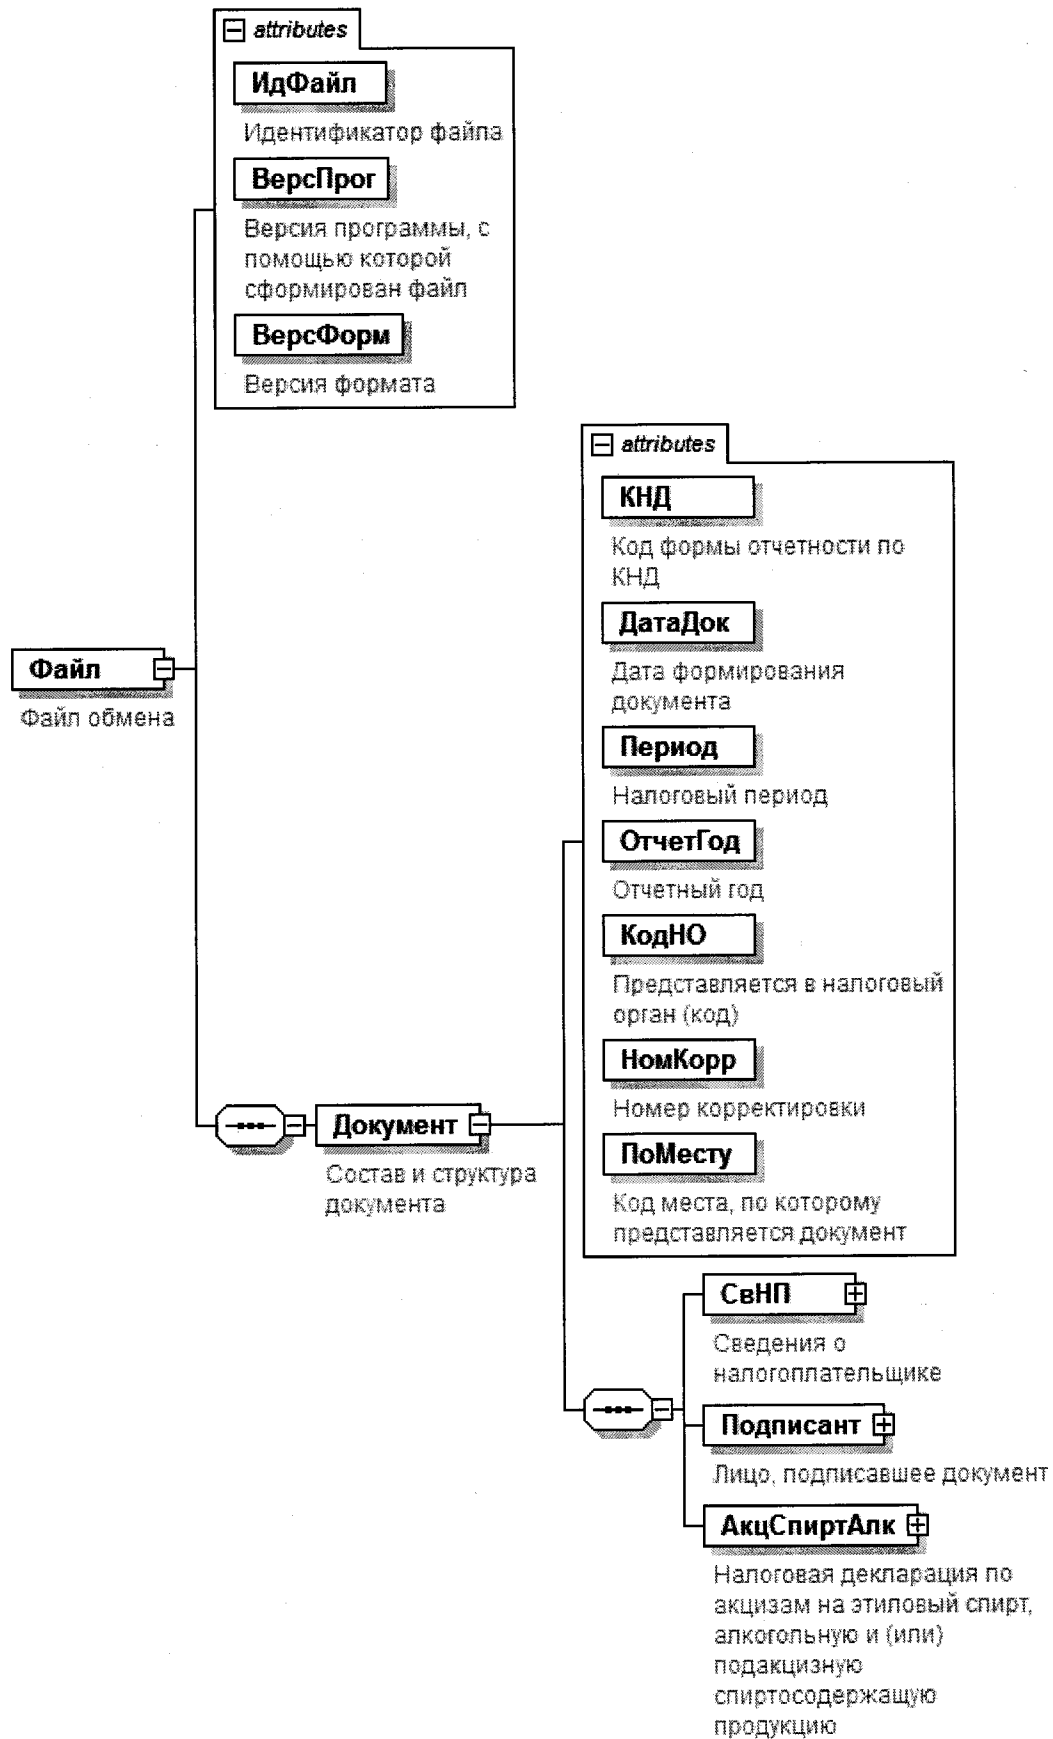 attributes
ИдФайл
Идентификатор файла
ВерсПрог
Версия программы, с
помощью которой
сформирован файл
ВерсФорм
Версия формата
Файл
Файл обмена
Документ
Состав и структура
документа
attributes
КНД
Код формы отчетности по
КНД
ДатаДок
Дата формирования
документа
Период
Налоговый период
ОтчетГод
Отчетный год
КодНО
Представляется в налоговый
орган (код)
НомКорр
Номер корректировки
ПоМесту
Код места, по которому
представляется документ
СвНП
Сведения о
налогоплательщике
Подписант
Лицо, подписавшее документ
АкцСпиртАлк
Налоговая декларация по
акцизам на этиловый спирт,
алкогольную и (или)
подакцизную
спиртосодержащую
продукцию